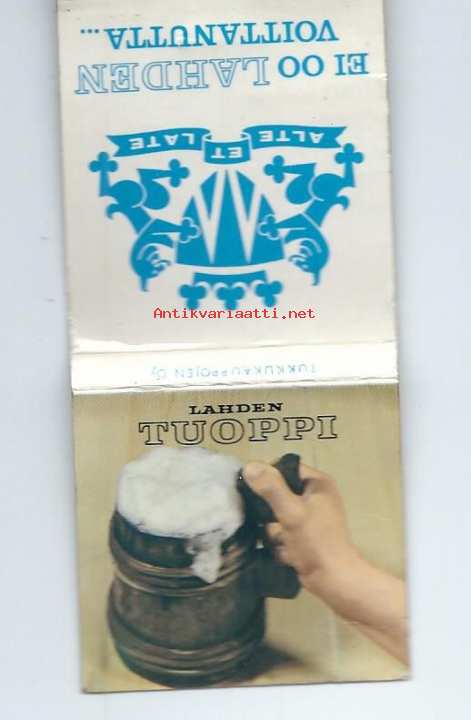 EI OO LAHDEN
VOITTANUTTA...
ALTE ET LATE
TUKKUKAUPPOJEN OY
LAHDEN
TUOPPI
Antikvariaatti.net